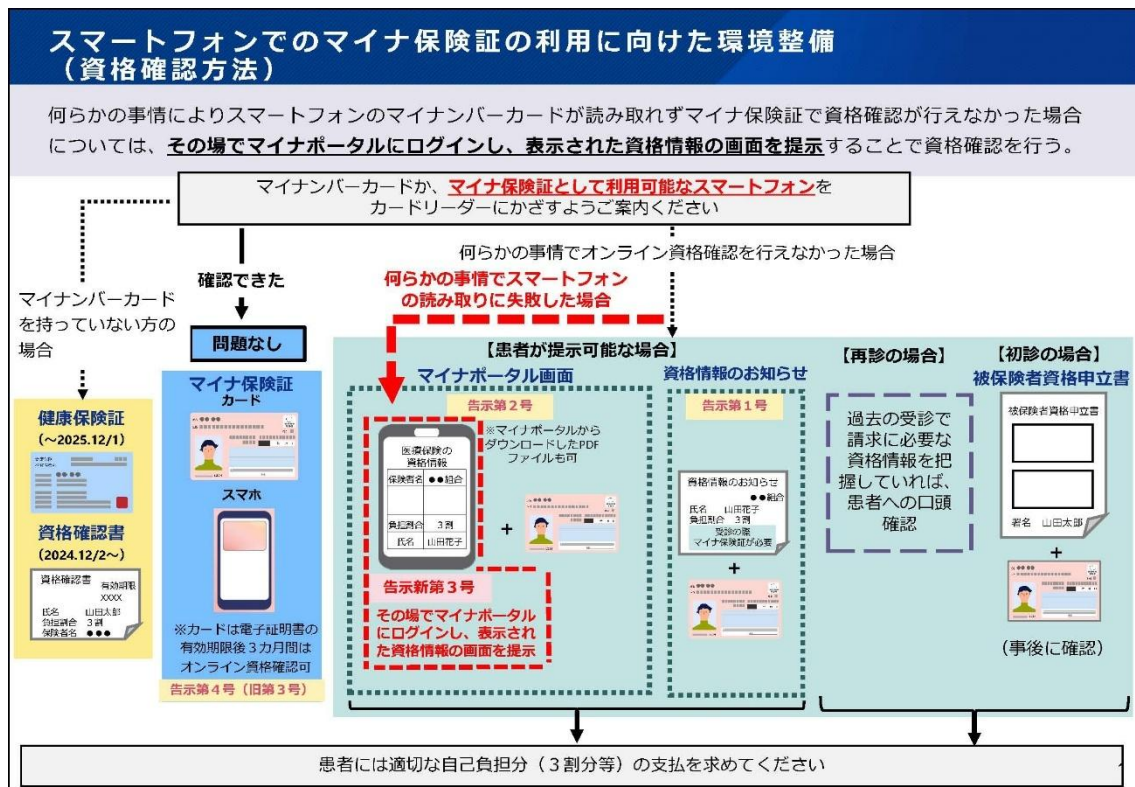 スマートフォンでのマイナ保険証の利用に向けた環境整備
（資格確認方法）
何らかの事情によりスマートフォンのマイナンバーカードが読み取れずマイナ保険証で資格確認が行えなかった場合
については、その場でマイナポータルにログインし、表示された資格情報の画面を提示することで資格確認を行う。
マイナンバーカードか、マイナ保険証として利用可能なスマートフォンを
カードリーダーにかざすようご案内ください
何らかの事情でオンライン資格確認を行えなかった場合
確認できた
何らかの事情でスマートフォン
の読み取りに失敗した場合
マイナンバーカード
を持っていない方の
場合
問題なし
健康保険証
（～2025.12/1）
資格確認書
（2024.12/2～）
資格確認書
有効期限
XXXX
氏名 山田太郎
負担割合 3割
保険者名 ●●●
マイナ保険証
カード
スマホ
※カードは電子証明書の
有効期限後３カ月間は
オンライン資格確認可
告示第４号（旧第３号）
【患者が提示可能な場合】
マイナポータル画面
告示第２号
※マイナポータルから
ダウンロードしたPDF
ファイルも可
医療保険の
資格情報
保険者名 ●●組合
負担割合 3割
氏名 山田花子
+
告示新第３号
その場でマイナポータル
にログインし、表示され
た資格情報の画面を提示
資格情報のお知らせ
告示第１号
資格情報のお知らせ
●●組合
氏名 山田花子
負担割合 3割
受診の際
マイナ保険証が必要
+
【再診の場合】
過去の受診で
請求に必要な
資格情報を把
握していれば、
患者への口頭
確認
【初診の場合】
被保険者資格申立書
被保険者資格申立書
署名 山田太郎
+
（事後に確認）
患者には適切な自己負担分（３割分等）の支払を求めてください